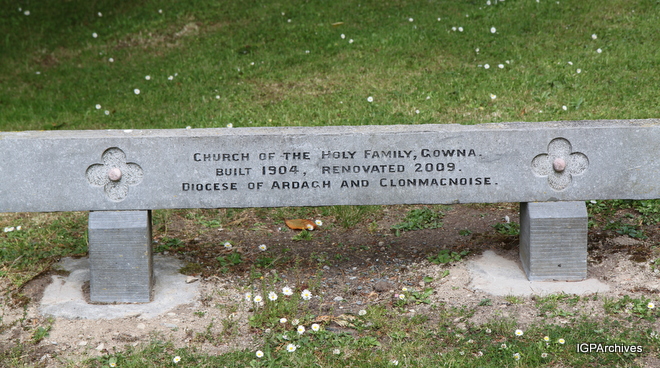 CHURCH OF THE HOLY FAMILY, GOWNA.
BUILT 1904, RENOVATED 2009.
DIOCESE OF ARDAGH AND CLONMACNOISE.
IGPArchives